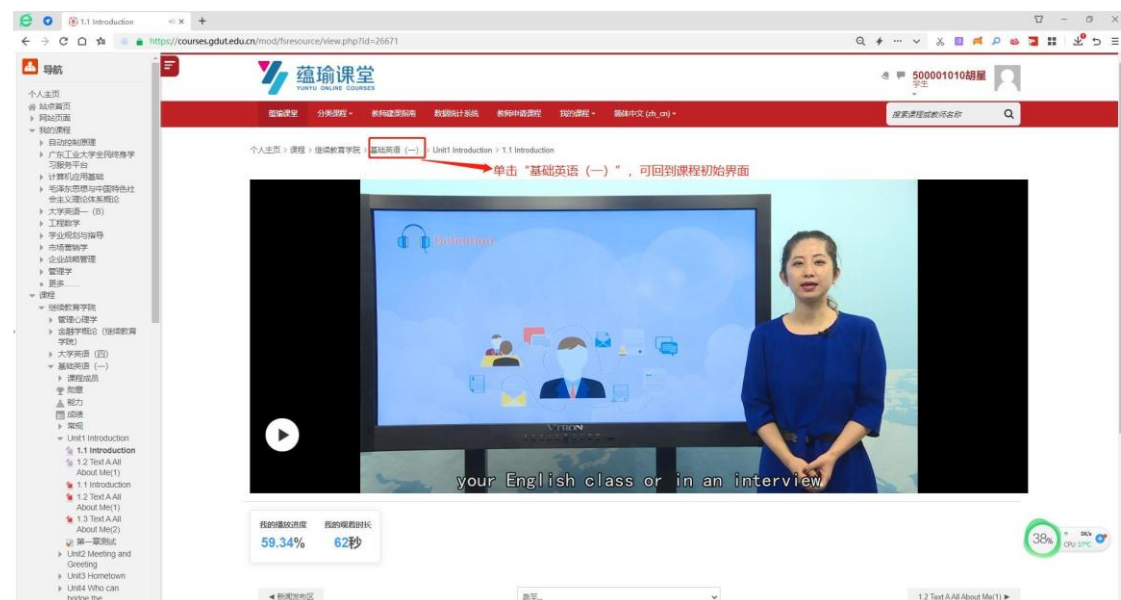 1.1 Introduction
https://courses.gdut.edu.cn/mod/fsresource/view.php?id=26671
导航
个人主页
站点首页
网站页面
我的课程
自动控制原理
广东工业大学全网络教学
习服务平台
计算机应用基础
毛泽东思想与中国特色社
会主义理论体系概论
大学英语一 (B)
工程数学
学业规划与指导
市场营销学
企业战略管理
管理学
更多......
课程
继续教育学院
管理心理学
金融学概论 (继续教育
学院)
大学英语 (四)
基础英语 (一)
课程成员
勋章
能力
成绩
常规
Unit1 Introduction
1.1 Introduction
1.2 Text A All
About Me(1)
1.1 Introduction
1.2 Text A All
About Me(1)
1.3 Text A All
About Me(2)
第一章测试
Unit2 Meeting and
Greeting
Unit3 Hometown
Unit4 Who can
bridge the
蕴瑜课堂
YUNYU ONLINE COURSES
500001010胡星
学生
蕴瑜课堂 分类课程 教师建课指南 数据统计系统 教师申请课程 我的课程 简体中文 (zh_cn)
搜索课程或教师名称
个人主页 > 课程 > 继续教育学院 > 基础英语 (一) > Unit1 Introduction > 1.1 Introduction
单击“基础英语(一)”,可回到课程初始界面
Definition
VTRON
your English class or in an interview
我的播放进度 我的观看时长
59.34% 62秒
38%
0K/s
CPU 57℃
新闻发布区
跳至...
1.2 Text A All About Me(1)